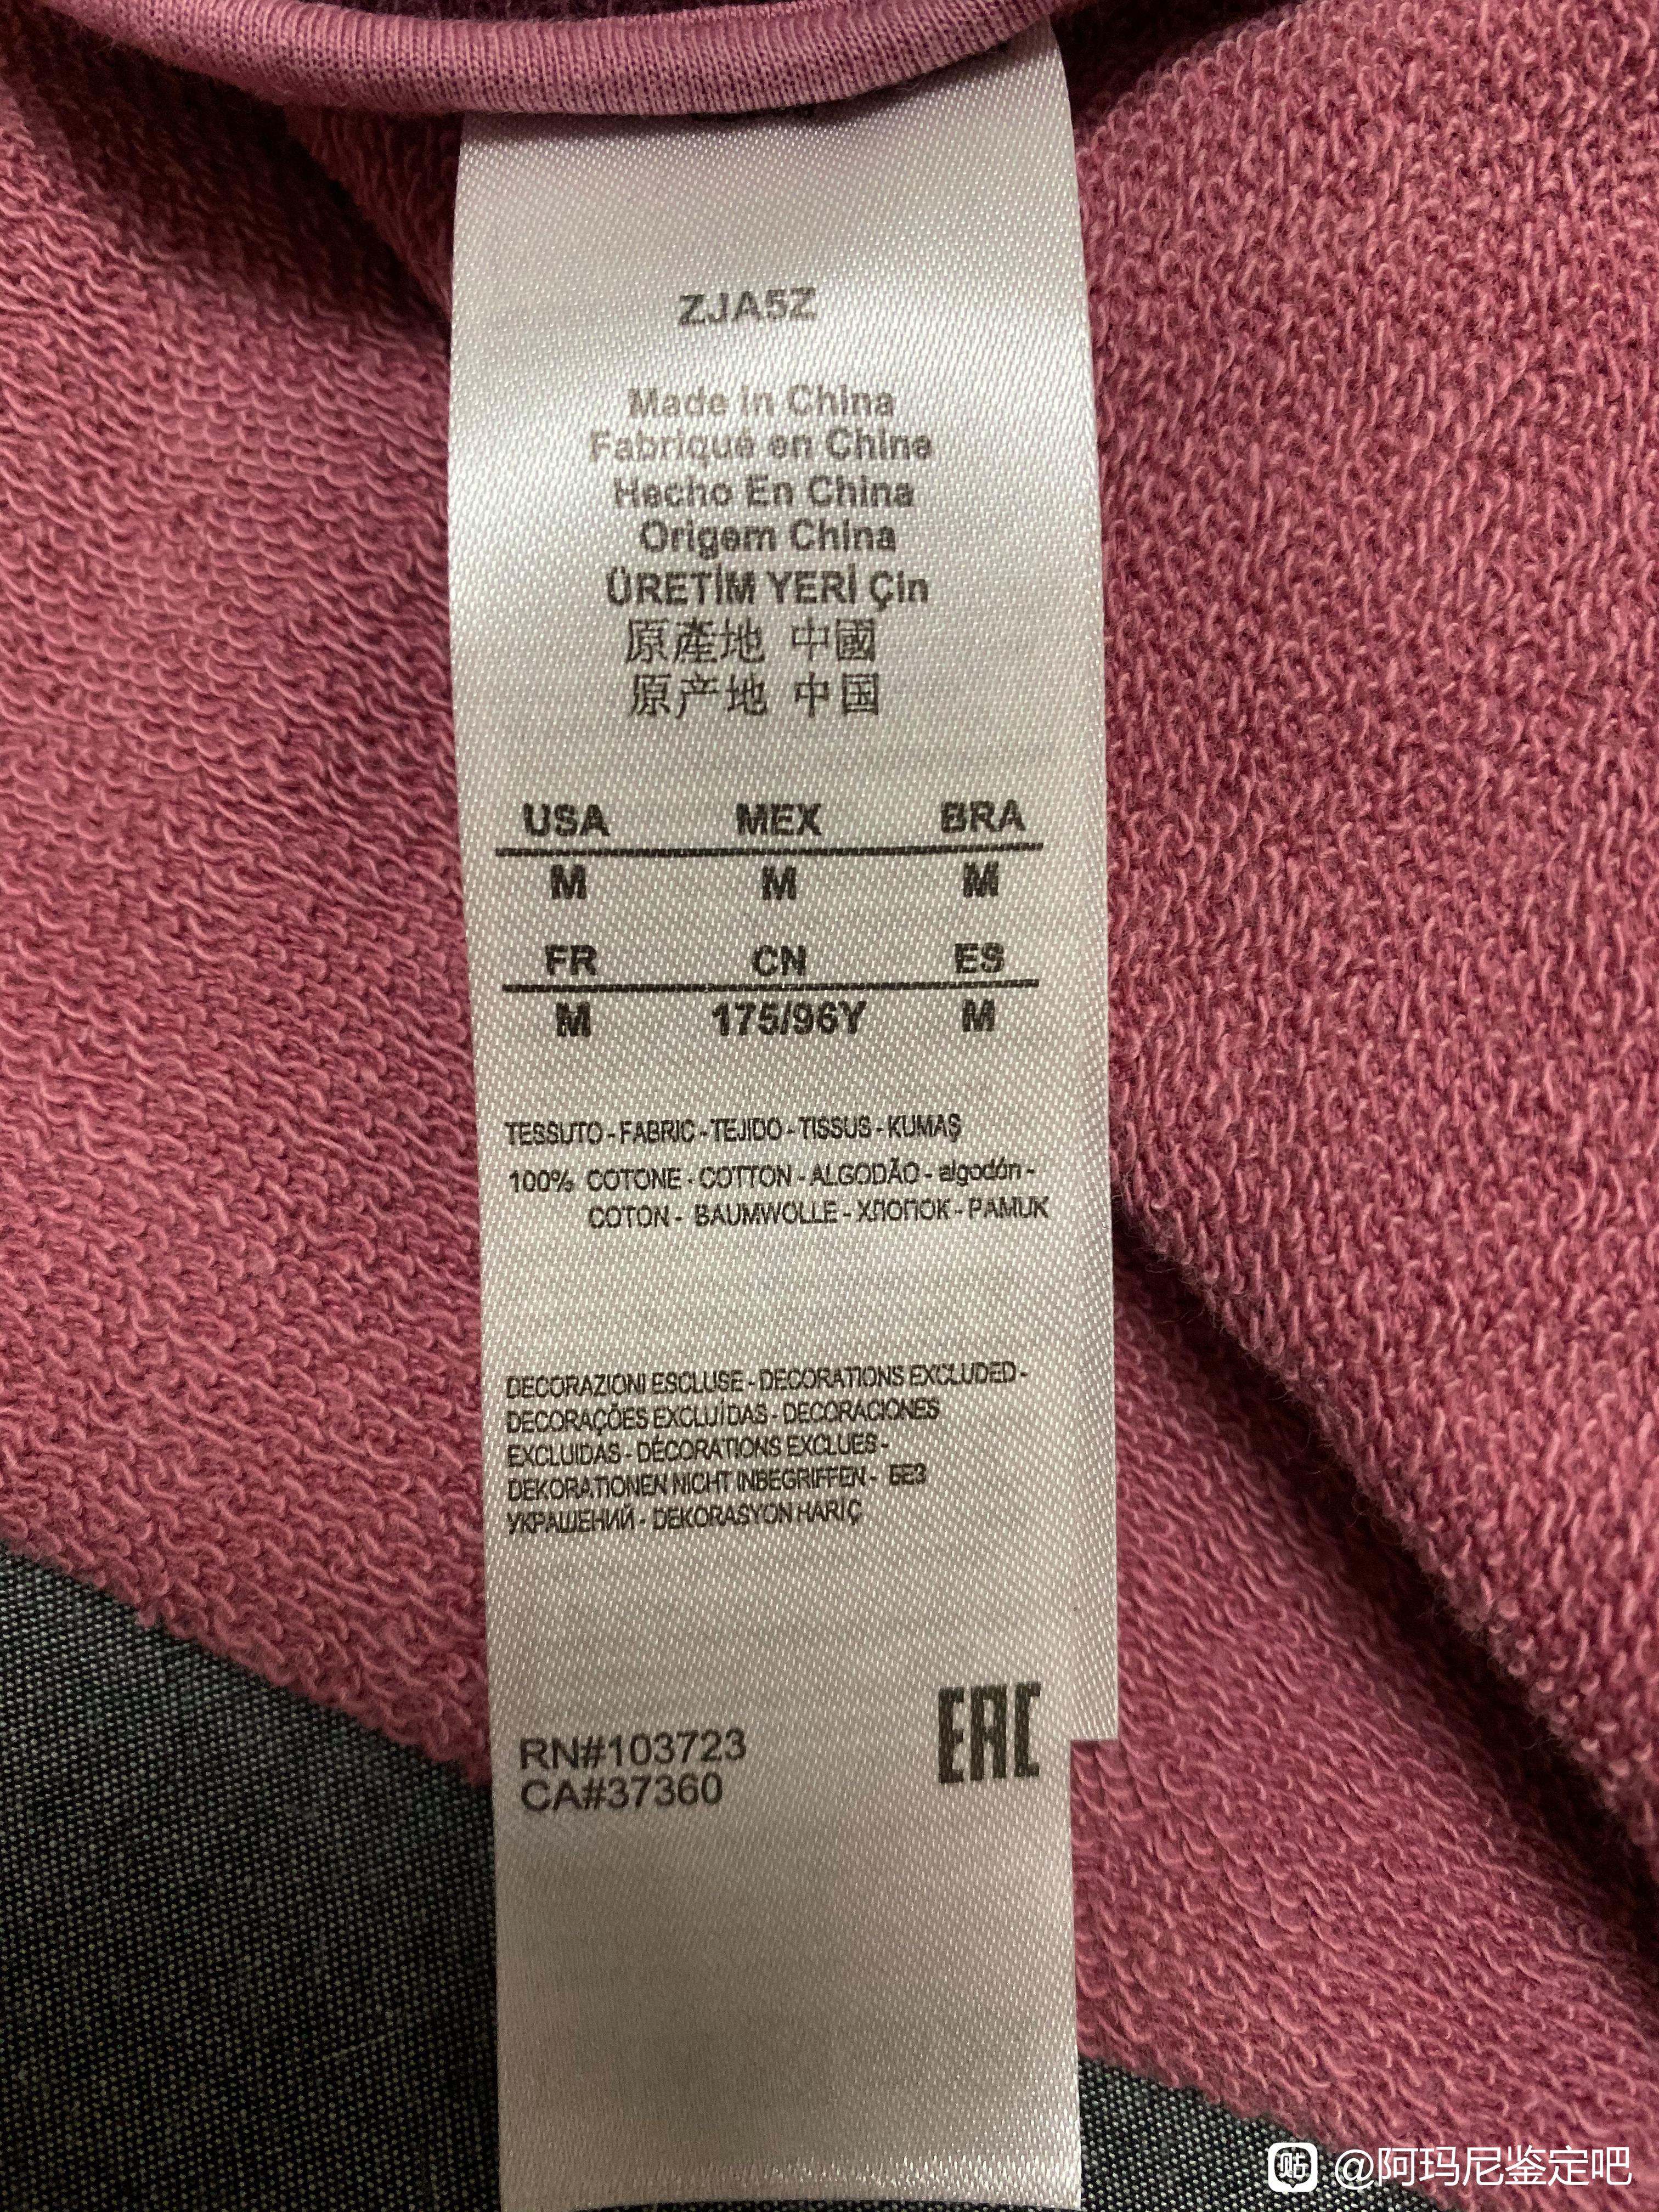 ZJA5Z
Made in China
Fabriqué en Chine
Hecho En China
Origem China
ÜRETİM YERİ Çin
原產地 中國
原产地 中国
USA MEX BRA
M M M
FR CN ES
M 175/96Y M
TESSUTO - FABRIC - TEJIDO - TISSUS - KUMAŞ
100% COTONE - COTTON - ALGODÃO - algodón -
COTON - BAUMWOLLE - ХЛОПОК - PAMUK
DECORAZIONI ESCLUSE - DECORATIONS EXCLUDED -
DECORAÇÕES EXCLUÍDAS - DECORACIONES
EXCLUIDAS - DÉCORATIONS EXCLUES -
DEKORATIONEN NICHT INBEGRIFFEN - БЕЗ
УКРАШЕНИЙ - DEKORASYON HARİÇ
EAC
RN#103723
CA#37360
贴 @阿玛尼鉴定吧